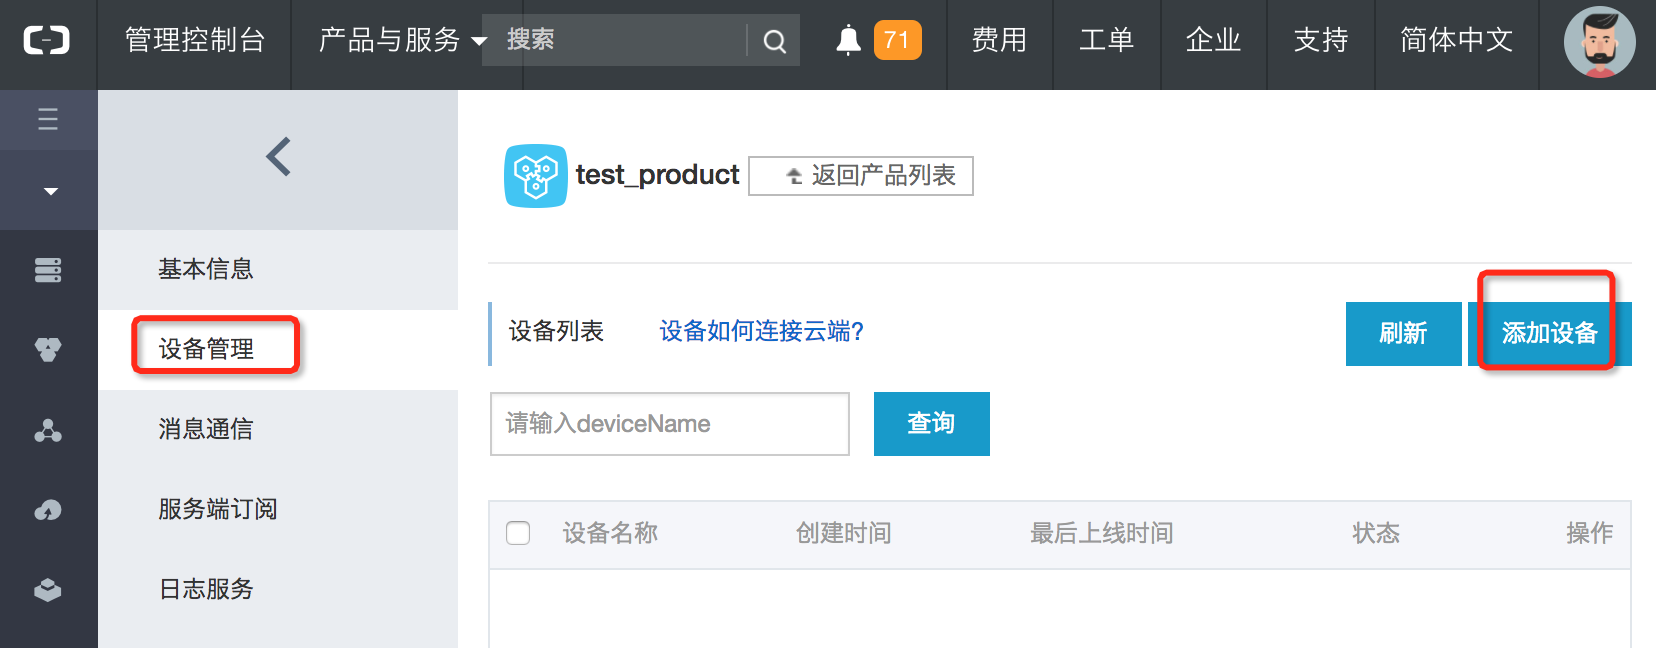 管理控制台 产品与服务 搜索 71 费用 工单 企业 支持 简体中文
test_product 返回产品列表
基本信息
设备管理
消息通信
服务端订阅
日志服务
设备列表 设备如何连接云端? 刷新 添加设备
请输入deviceName 查询
设备名称 创建时间 最后上线时间 状态 操作